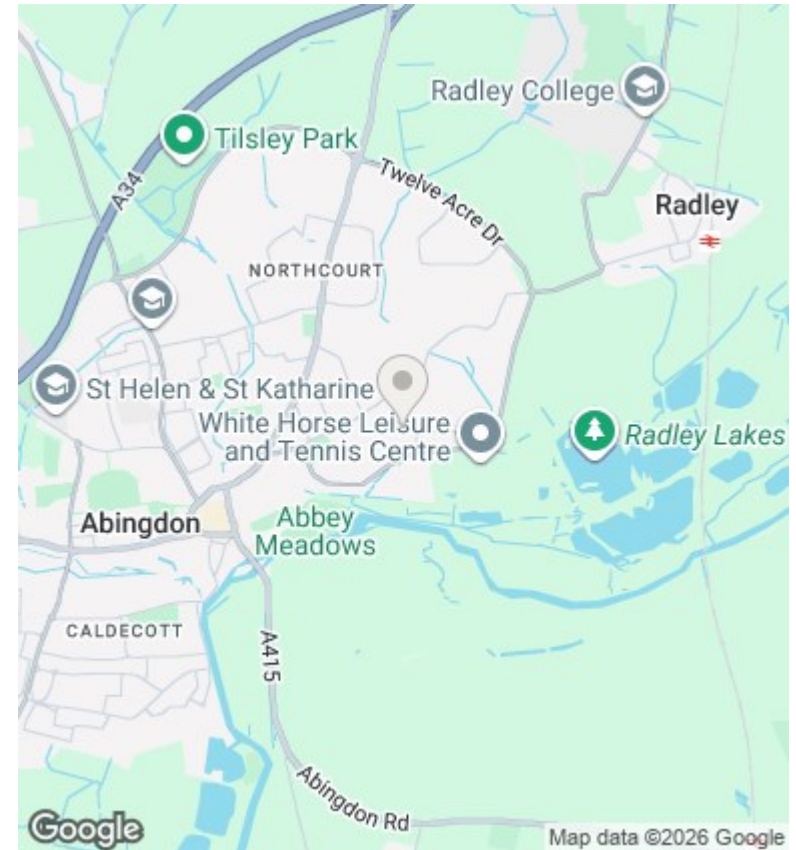 Radley College
Tilsley Park
A34
Twelve Acre Dr
Radley
NORTHCOURT
St Helen & St Katharine
White Horse Leisure
and Tennis Centre
Radley Lakes
Abingdon
Abbey
Meadows
CALDECOTT
A415
Abingdon Rd
Google
Map data ©2026 Google